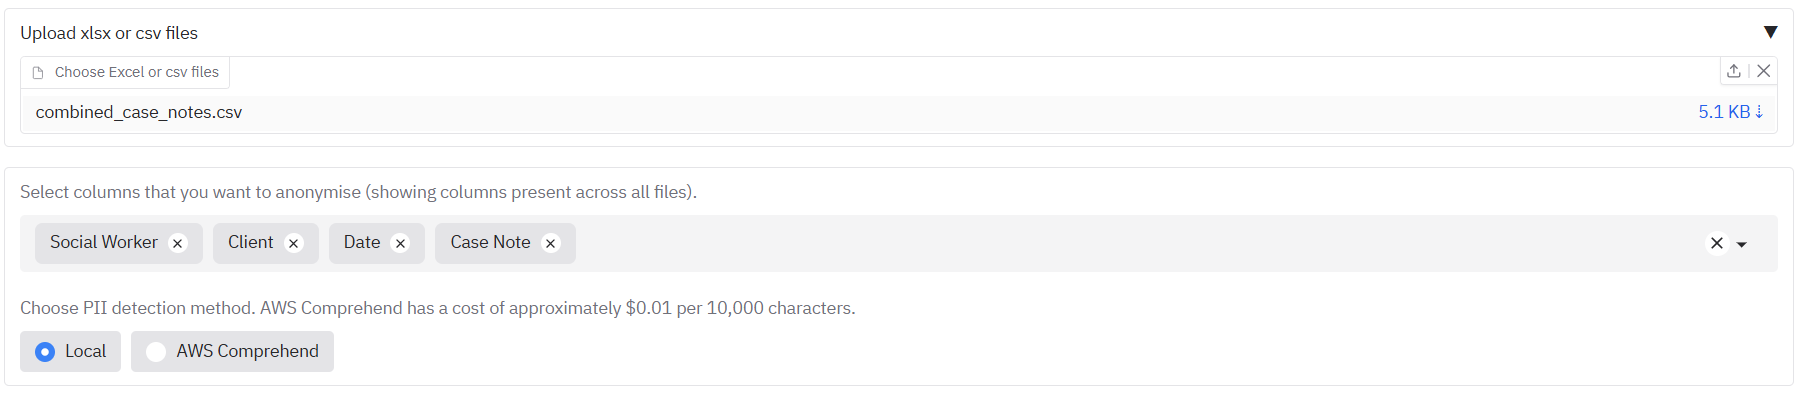 Upload xlsx or csv files
Choose Excel or csv files
combined_case_notes.csv 5.1 KB
Select columns that you want to anonymise (showing columns present across all files).
Social Worker Client Date Case Note
Choose PII detection method. AWS Comprehend has a cost of approximately $0.01 per 10,000 characters.
Local AWS Comprehend